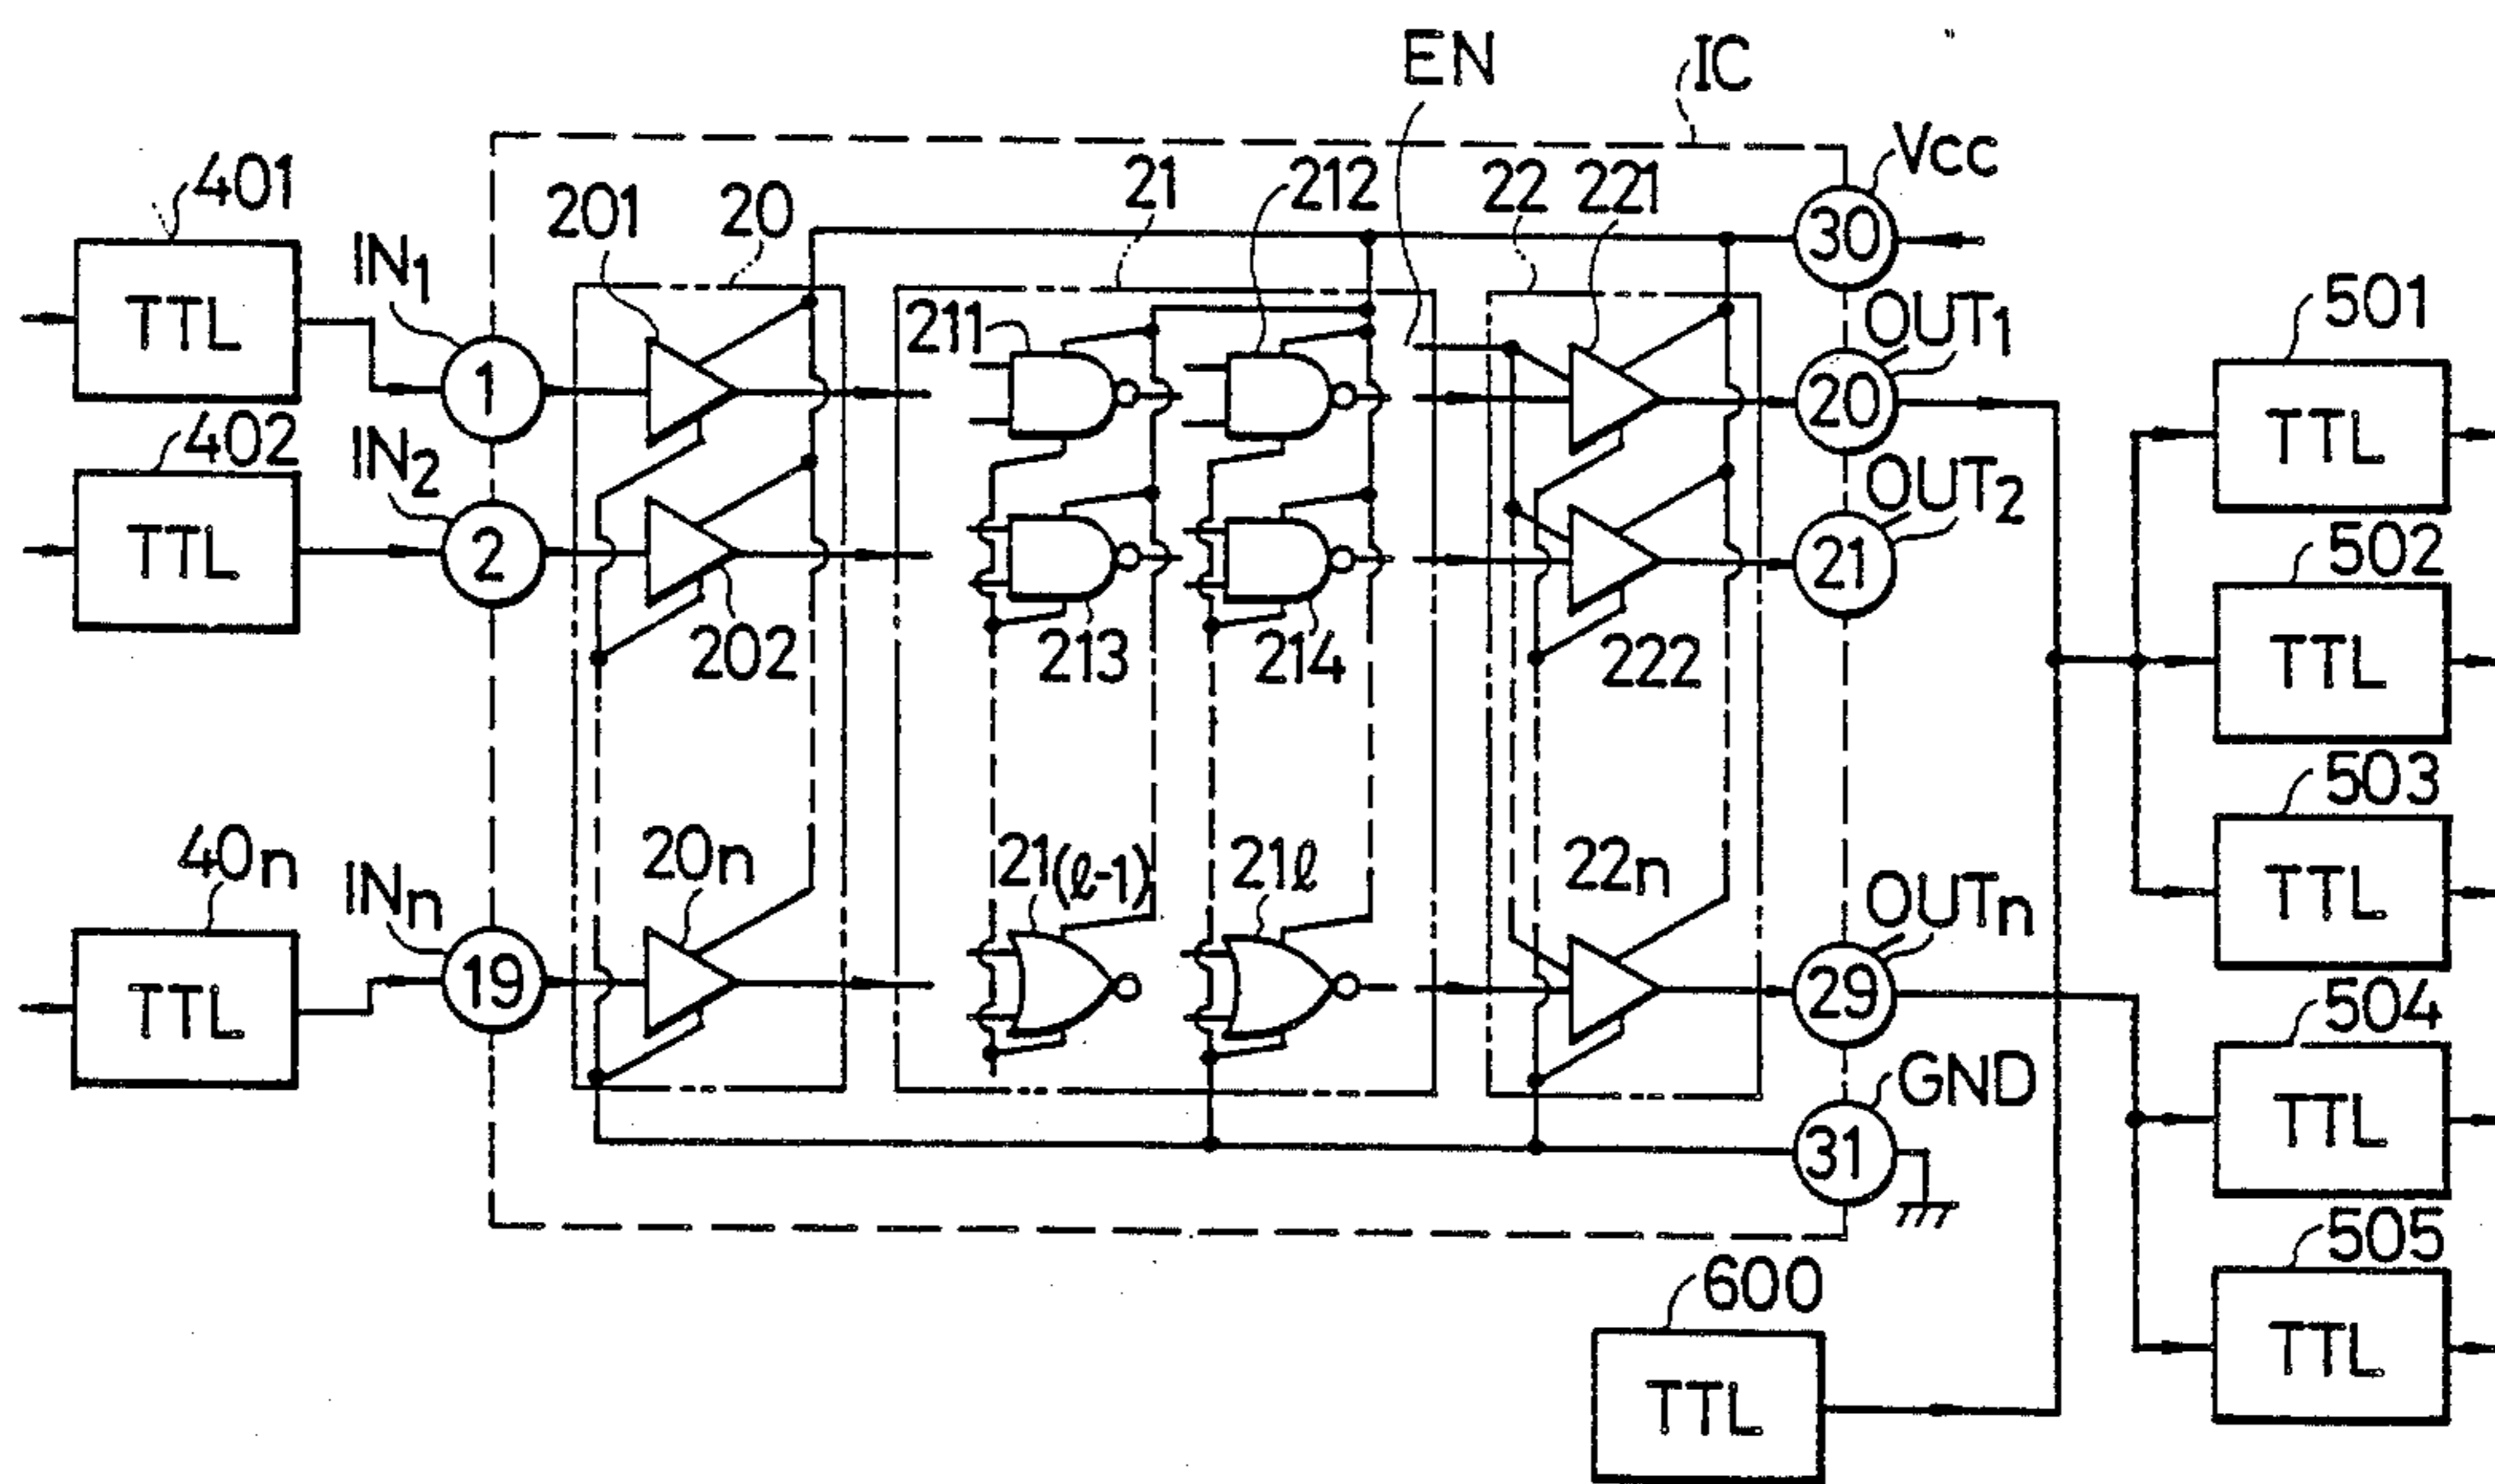 EN
IC
Vcc
401
201
20
21
212
22
221
30
TTL
IN1
211
OUT1
501
1
20
TTL
402
IN2
OUT2
TTL
2
21
502
202
213
214
222
TTL
503
40n
INn
20n
21(ℓ-1)
21ℓ
22n
OUTn
TTL
TTL
19
29
504
GND
TTL
31
505
600
TTL
TTL